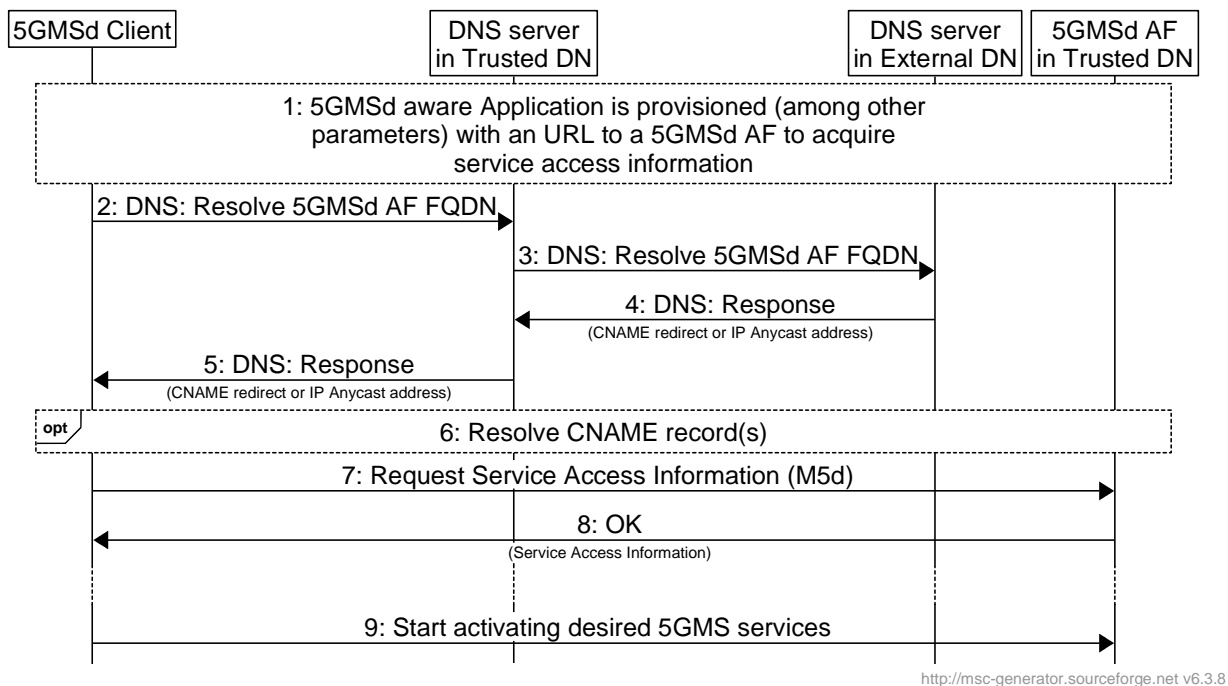 5GMSd Client
DNS server
in Trusted DN
DNS server
in External DN
5GMSd AF
in Trusted DN
1: 5GMSd aware Application is provisioned (among other
parameters) with an URL to a 5GMSd AF to acquire
service access information
2: DNS: Resolve 5GMSd AF FQDN
3: DNS: Resolve 5GMSd AF FQDN
4: DNS: Response
(CNAME redirect or IP Anycast address)
5: DNS: Response
(CNAME redirect or IP Anycast address)
opt
6: Resolve CNAME record(s)
7: Request Service Access Information (M5d)
8: OK
(Service Access Information)
9: Start activating desired 5GMS services
http://msc-generator.sourceforge.net v6.3.8